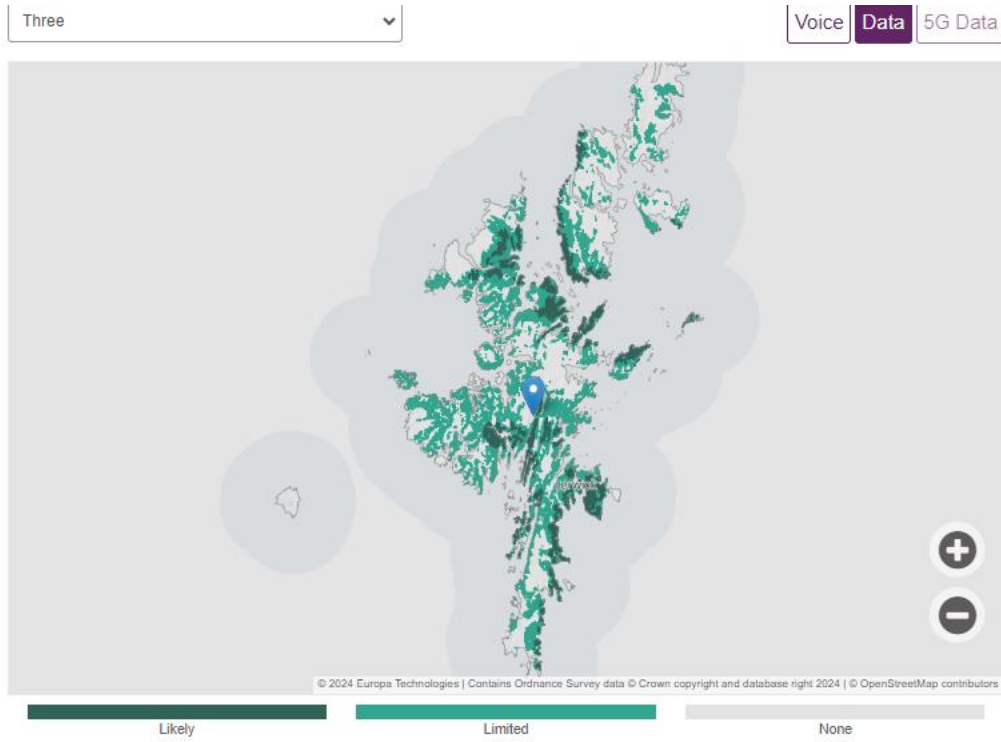 Three
Voice
Data
5G Data
Lerwick
© 2024 Europa Technologies | Contains Ordnance Survey data © Crown copyright and database right 2024 | © OpenStreetMap contributors
Likely
Limited
None